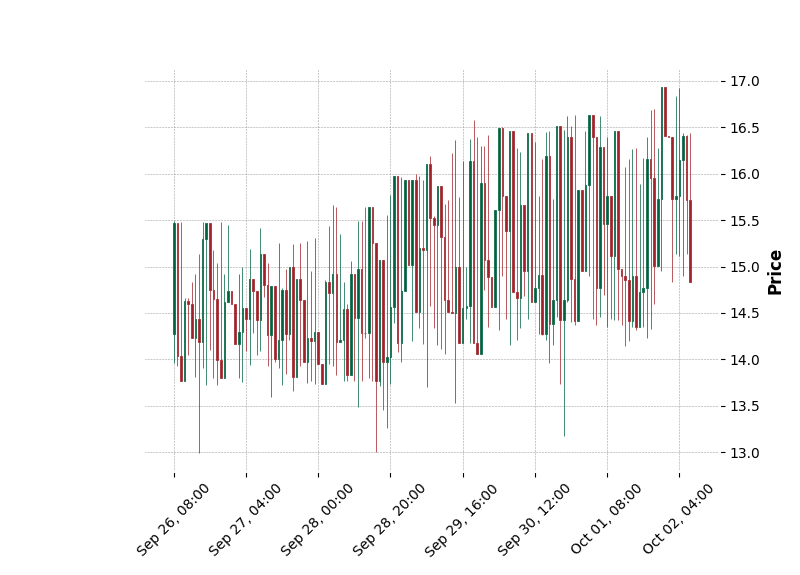 17.0
16.5
16.0
15.5
15.0
14.5
14.0
13.5
13.0
Price
Sep 26, 08:00
Sep 27, 04:00
Sep 28, 00:00
Sep 28, 20:00
Sep 29, 16:00
Sep 30, 12:00
Oct 01, 08:00
Oct 02, 04:00